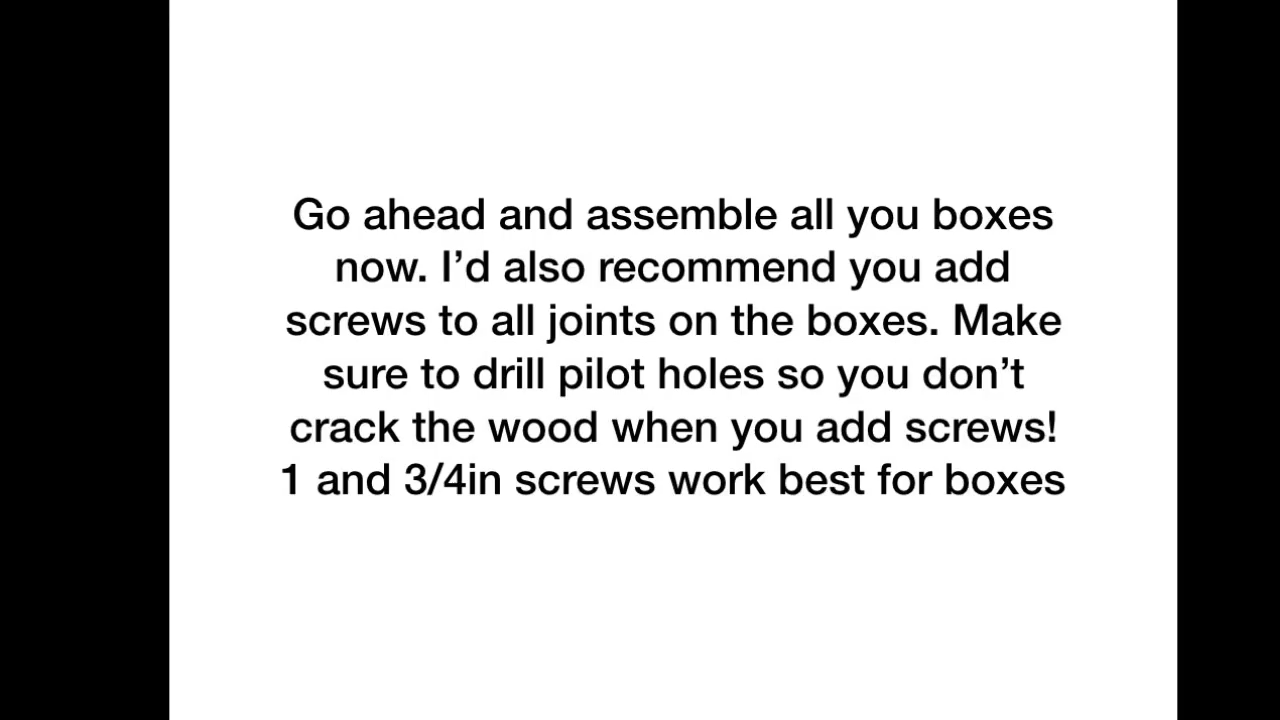 Go ahead and assemble all you boxes
now. I’d also recommend you add
screws to all joints on the boxes. Make
sure to drill pilot holes so you don’t
crack the wood when you add screws!
1 and 3/4in screws work best for boxes